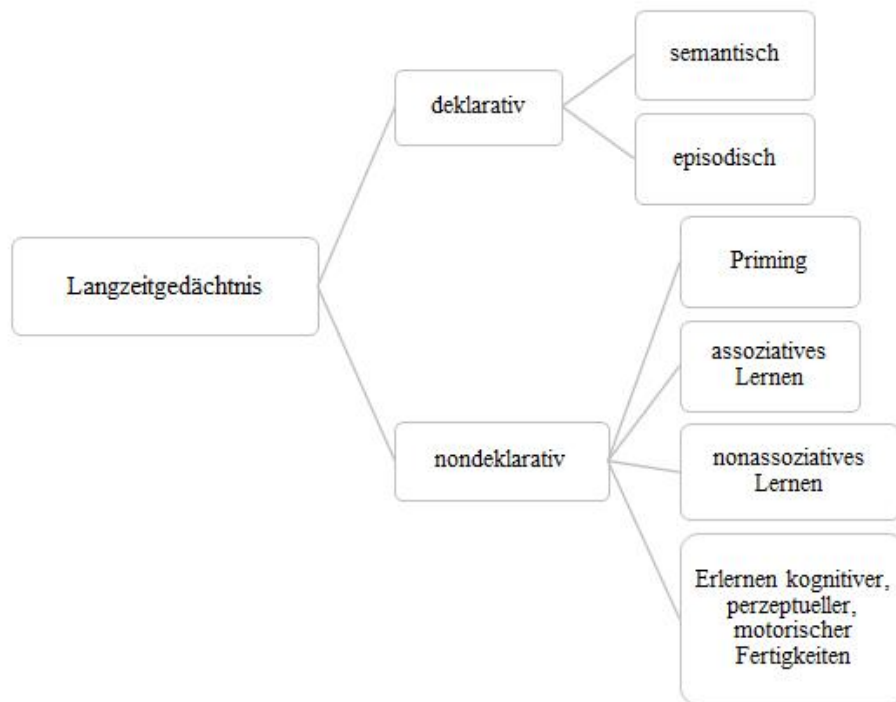 semantisch
deklarativ
episodisch
Langzeitgedächtnis
Priming
assoziatives
Lernen
nondeklarativ
nonassoziatives
Lernen
Erlernen kognitiver,
perzeptueller,
motorischer
Fertigkeiten